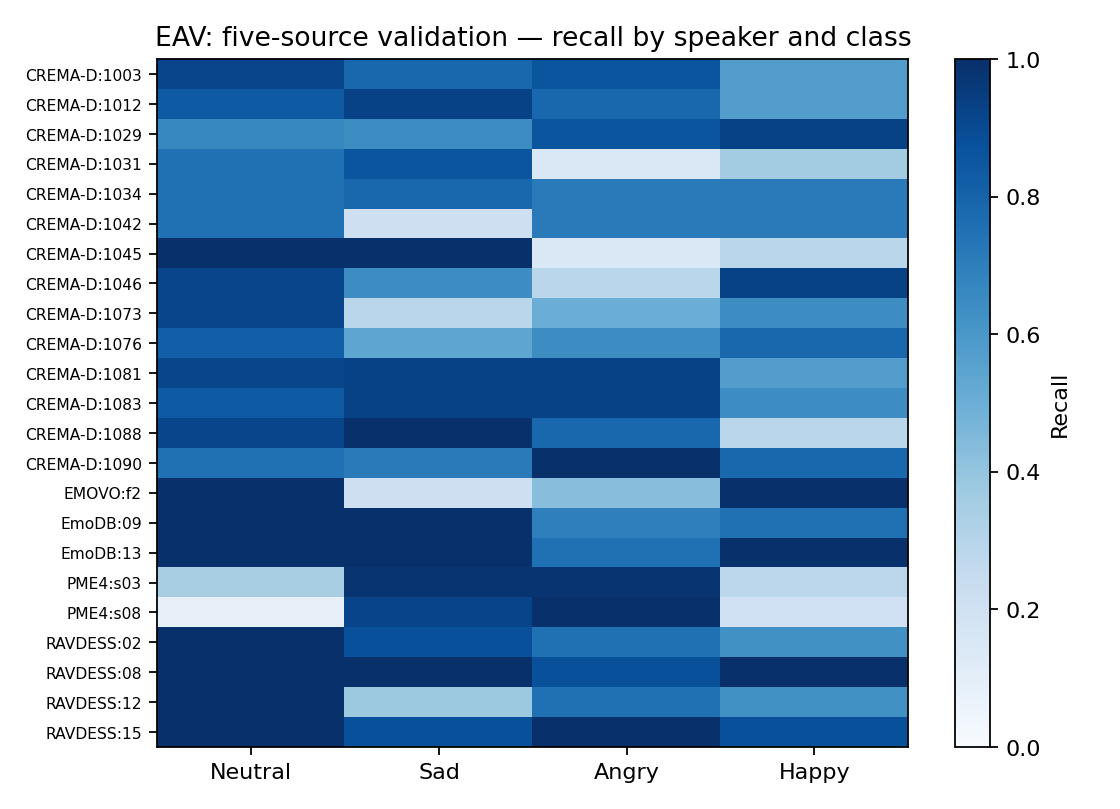 EAV: five-source validation — recall by speaker and class
CREMA-D:1003
CREMA-D:1012
CREMA-D:1029
CREMA-D:1031
CREMA-D:1034
CREMA-D:1042
CREMA-D:1045
CREMA-D:1046
CREMA-D:1073
CREMA-D:1076
CREMA-D:1081
CREMA-D:1083
CREMA-D:1088
CREMA-D:1090
EMOVO:f2
EmoDB:09
EmoDB:13
PME4:s03
PME4:s08
RAVDESS:02
RAVDESS:08
RAVDESS:12
RAVDESS:15
Neutral Sad Angry Happy
1.0
0.8
0.6
0.4
0.2
0.0
Recall